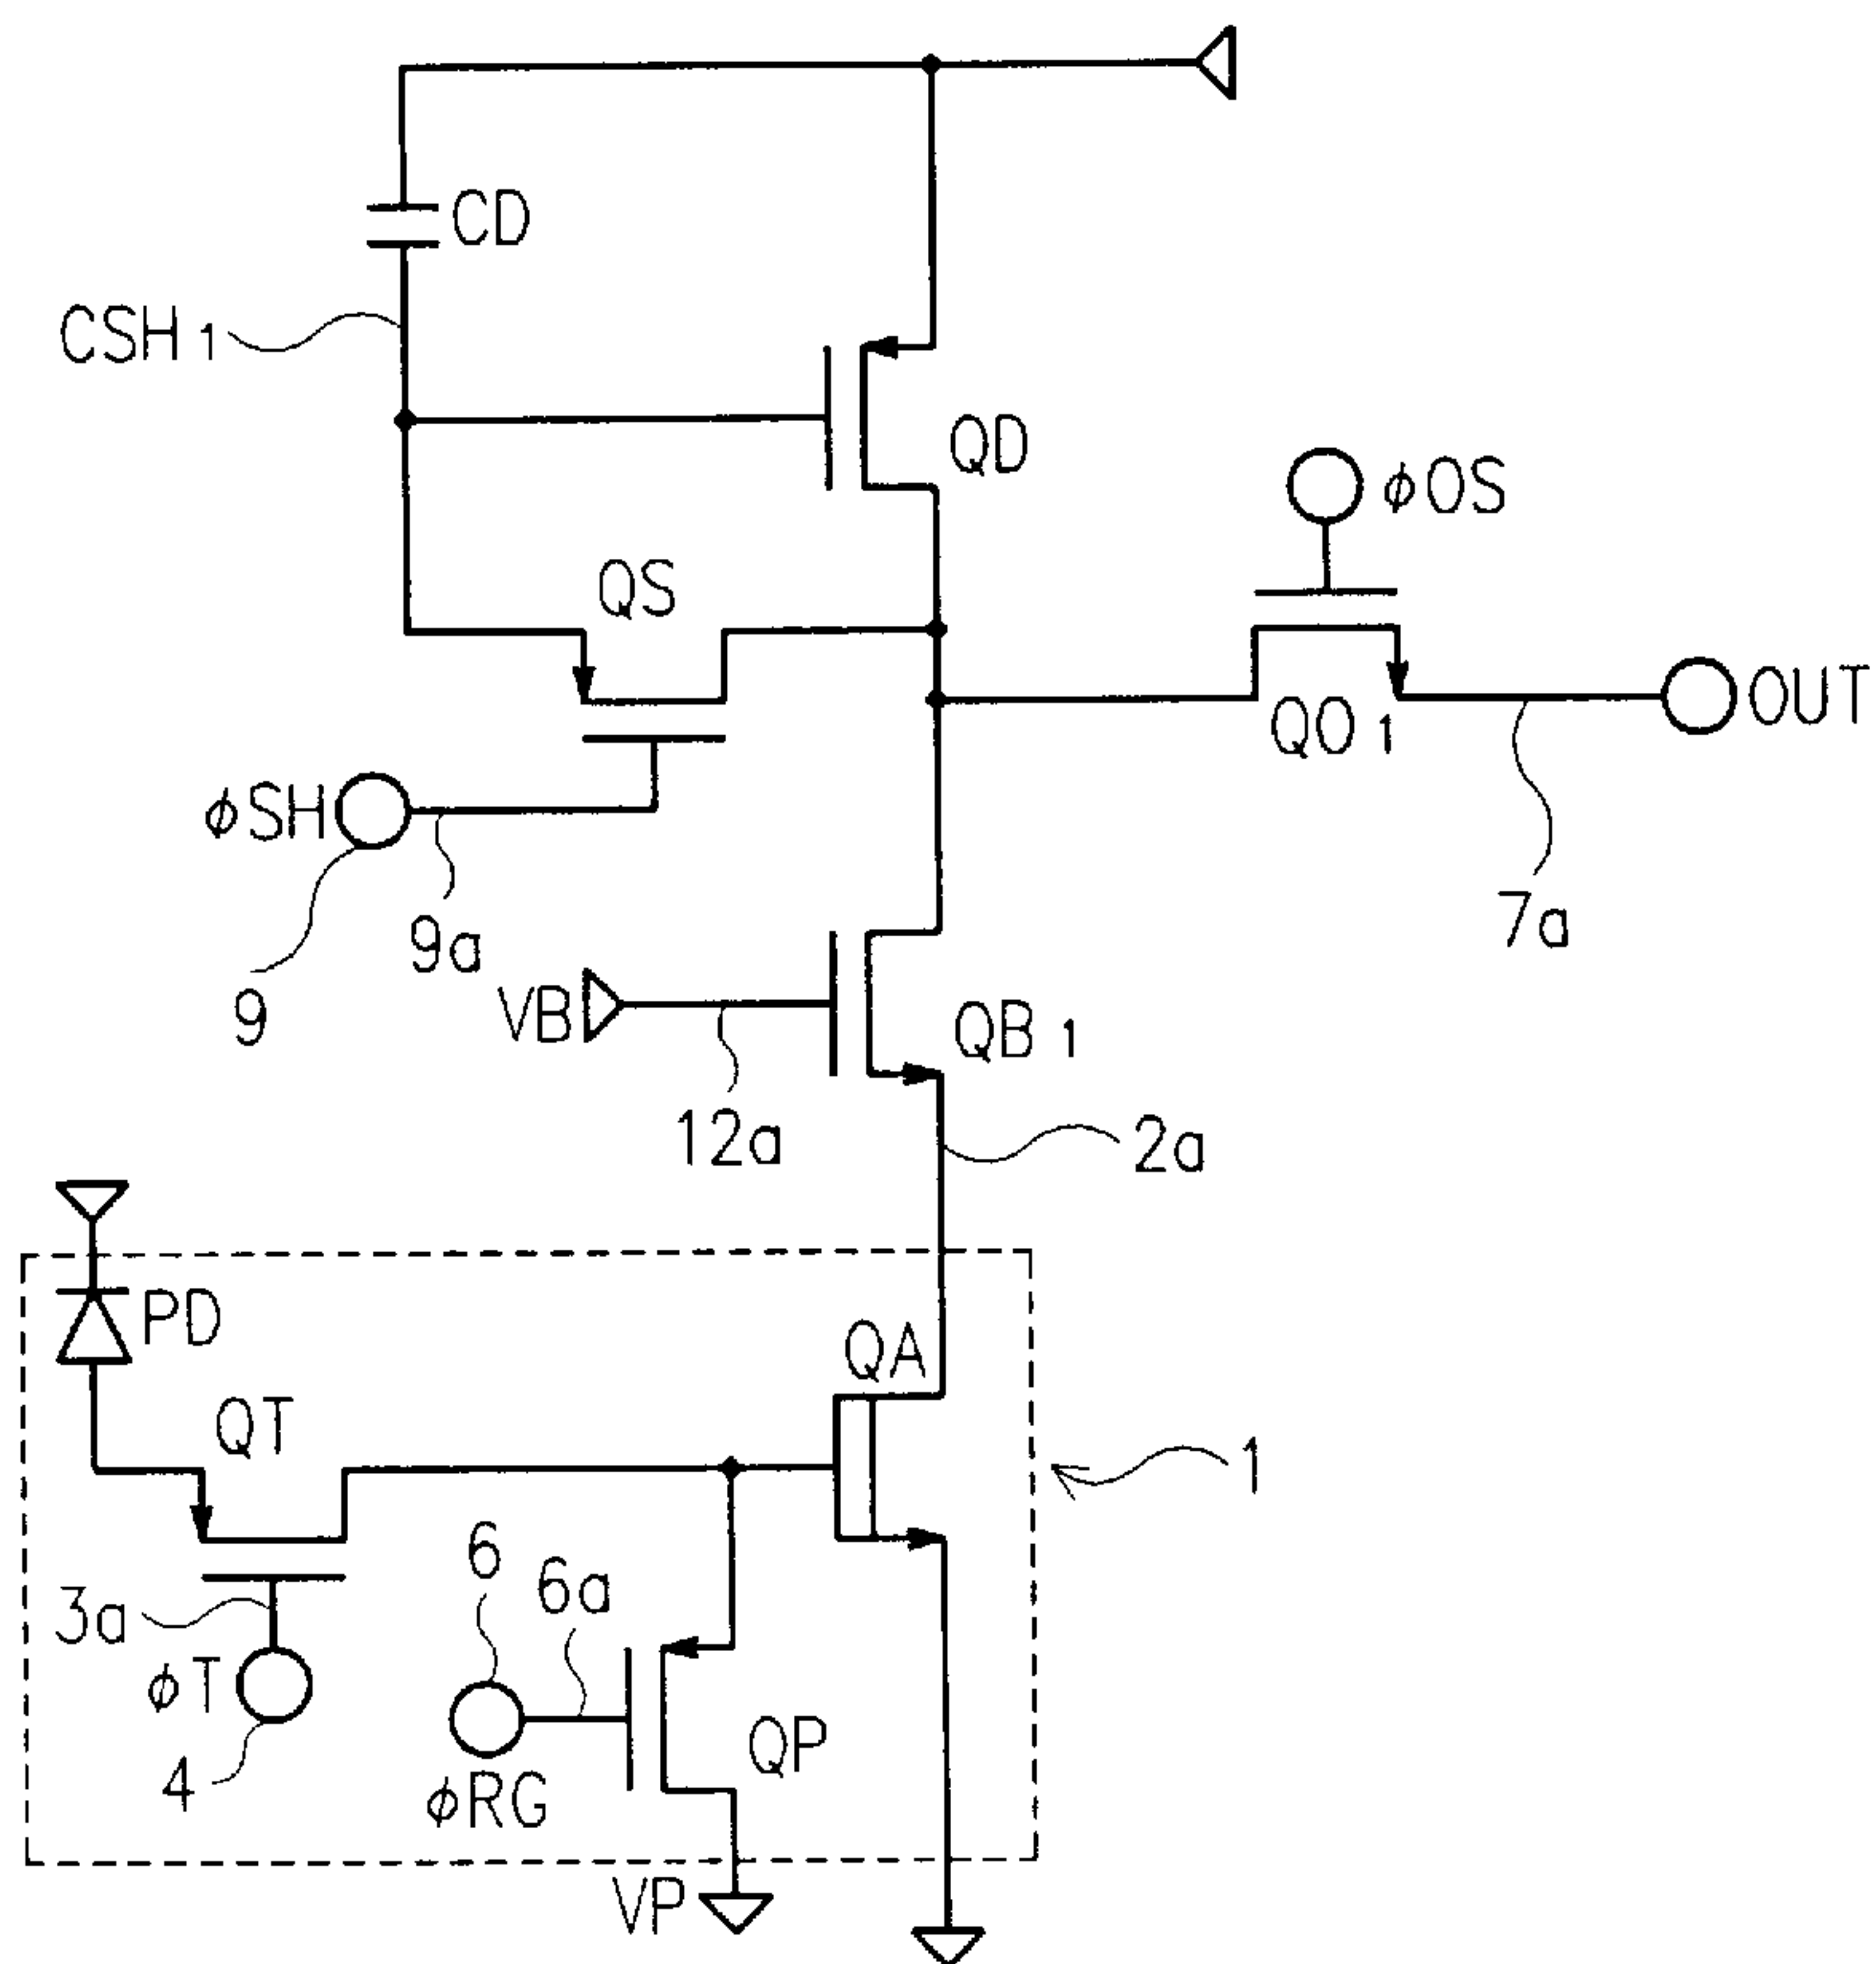 CD
CSH1
QD
φOS
QS
OUT
QO1
φSH
7a
9a
9
VB
QB1
12a
2a
PD
QA
QT
1
6
6a
3a
φT
QP
4
φRG
VP